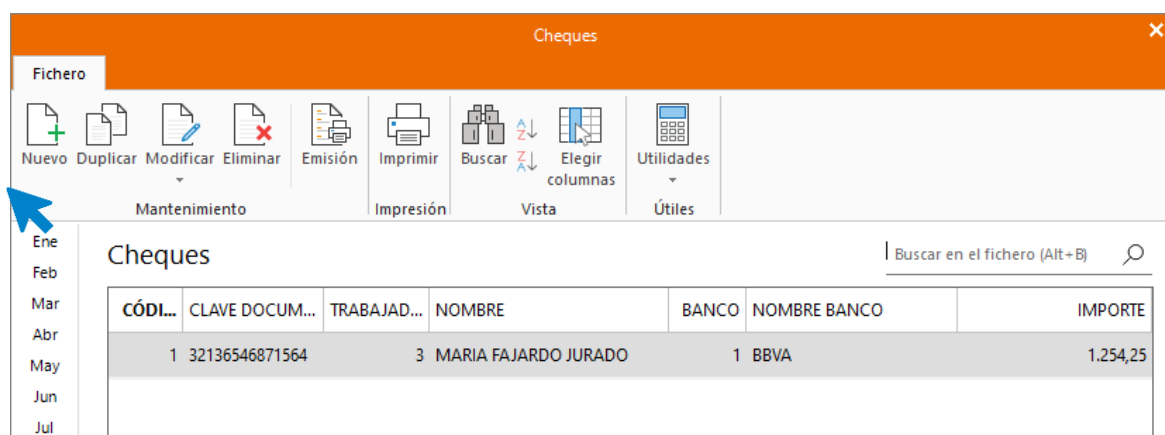 Cheques
Fichero
Nuevo Duplicar Modificar Eliminar Emisión Imprimir Buscar Elegir columnas Utilidades
Mantenimiento Impresión Vista Útiles
Ene
Feb
Mar
Abr
May
Jun
Jul
Cheques
Buscar en el fichero (Alt+B)
CÓDI... CLAVE DOCUM... TRABAJAD... NOMBRE BANCO NOMBRE BANCO IMPORTE
1 32136546871564 3 MARIA FAJARDO JURADO 1 BBVA 1.254,25